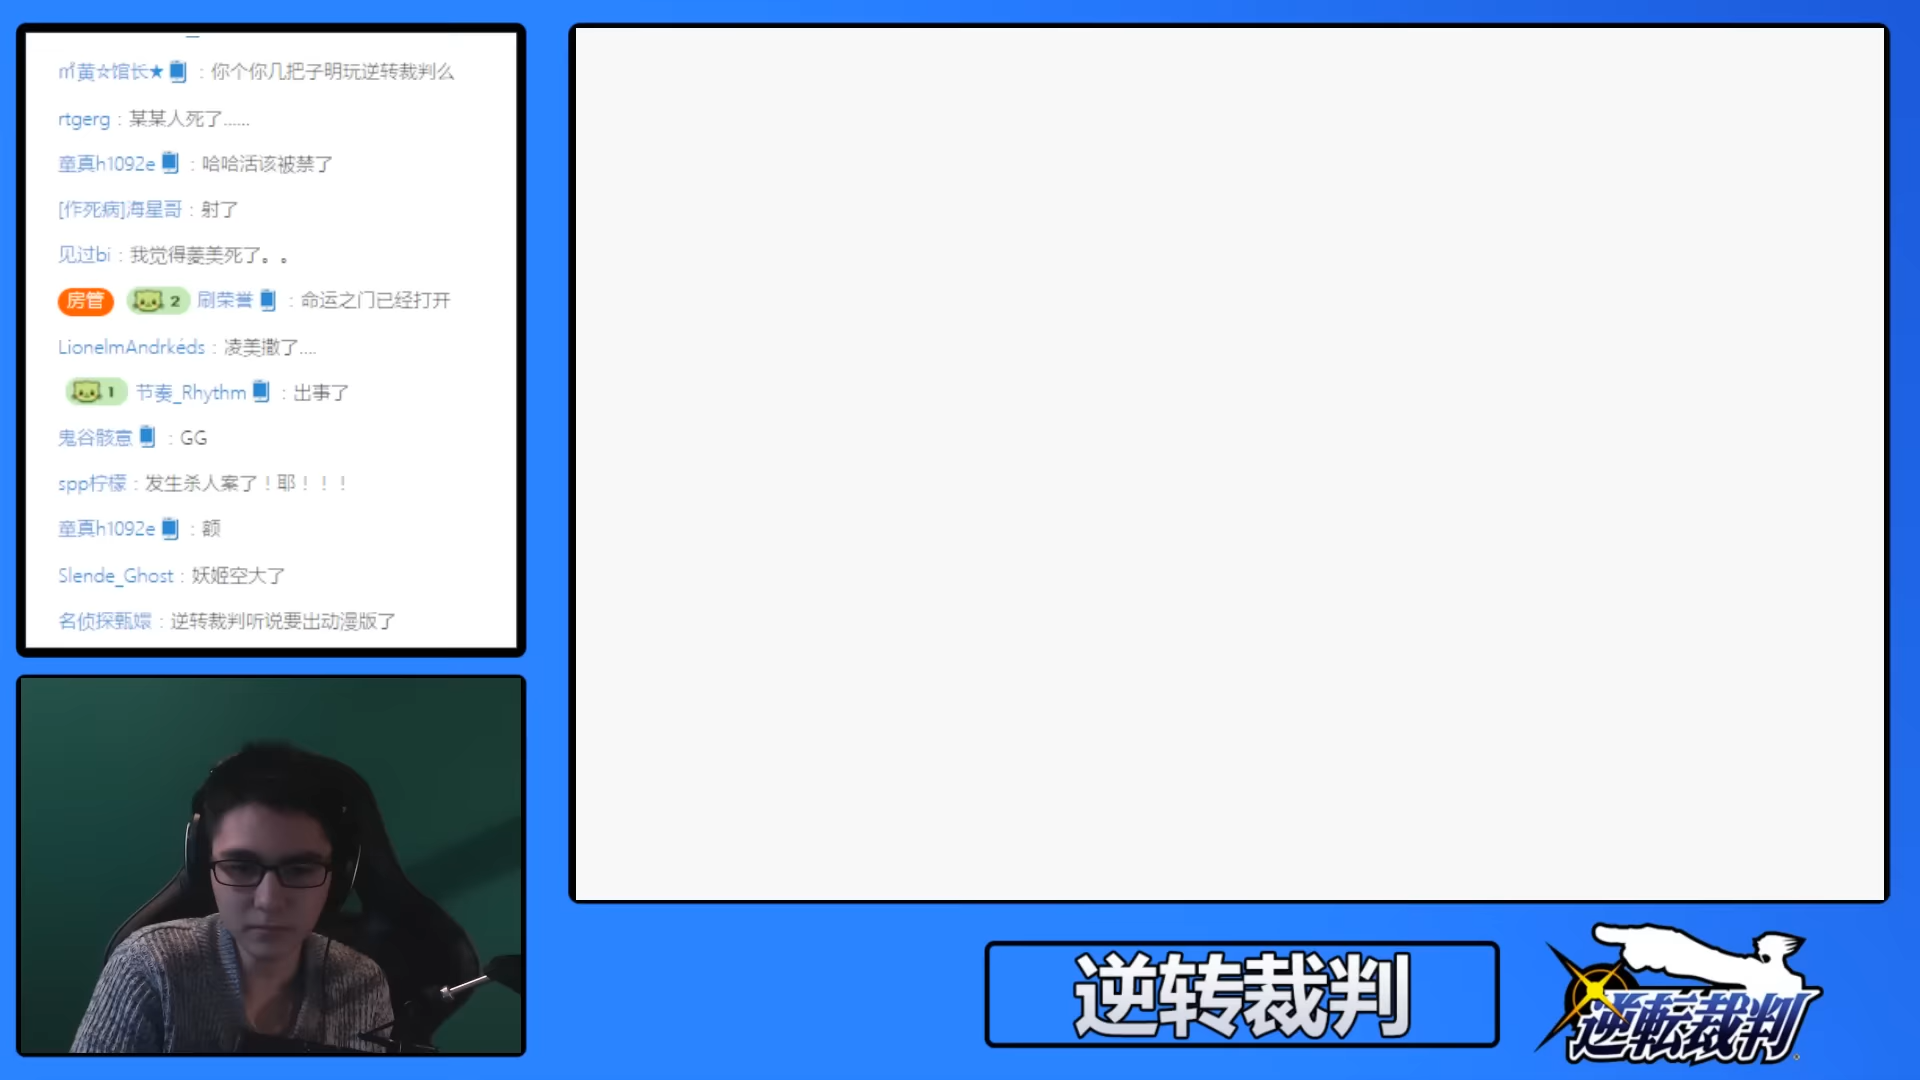 ㎡黄☆馆长★ : 你个你几把子明玩逆转裁判么
rtgerg : 某某人死了......
童真h1092e : 哈哈活该被禁了
[作死病]海星哥 : 射了
见过bi : 我觉得菱美死了。。
房管 2 刷荣誉 : 命运之门已经打开
LionelmAndrkéds : 凌美撒了....
1 节奏_Rhythm : 出事了
鬼谷骸意 : GG
spp柠檬 : 发生杀人案了！耶！！！
童真h1092e : 额
Slende_Ghost : 妖姬空大了
名侦探甄嬛 : 逆转裁判听说要出动漫版了
逆转裁判
逆転裁判